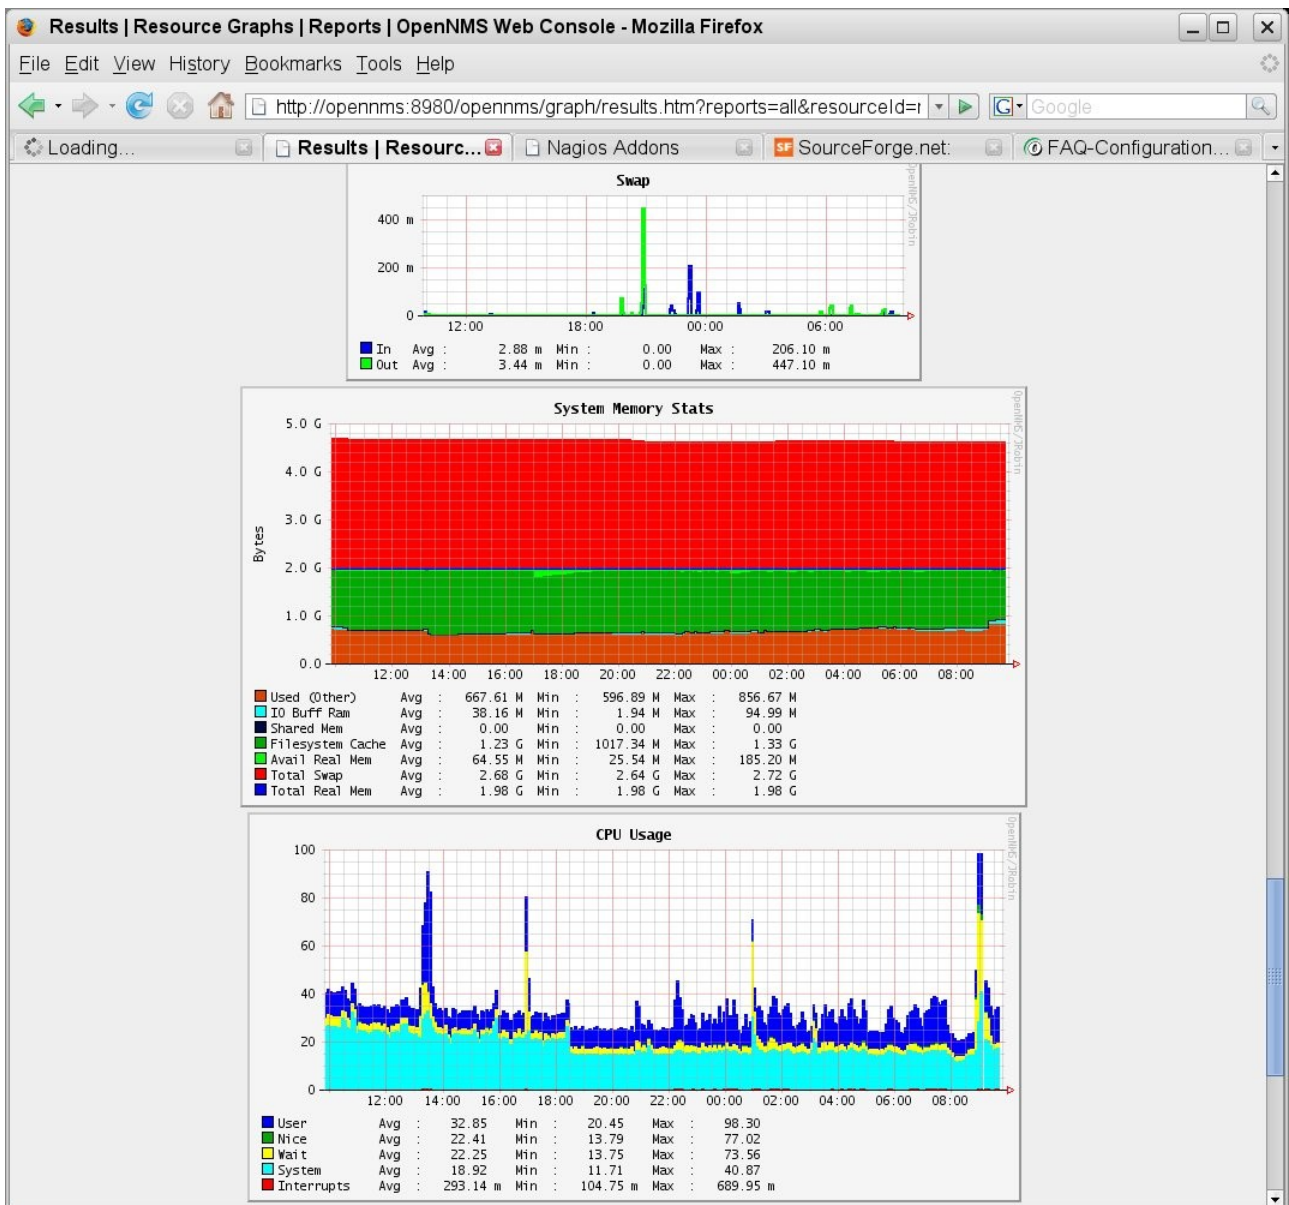 Results | Resource Graphs | Reports | OpenNMS Web Console - Mozilla Firefox
File Edit View History Bookmarks Tools Help
http://opennms:8980/opennms/graph/results.htm?reports=all&resourceId=r G Google
Loading... Results | Resourc... Nagios Addons SF SourceForge.net: FAQ-Configuration...
Swap
OpenNMS/JRobin
400 m
200 m
0
12:00 18:00 00:00 06:00
In Avg : 2.88 m Min : 0.00 Max : 206.10 m
Out Avg : 3.44 m Min : 0.00 Max : 447.10 m
System Memory Stats
OpenNMS/JRobin
Bytes
5.0 G
4.0 G
3.0 G
2.0 G
1.0 G
0.0
12:00 14:00 16:00 18:00 20:00 22:00 00:00 02:00 04:00 06:00 08:00
Used (Other) Avg : 667.61 M Min : 596.89 M Max : 856.67 M
IO Buff Ram Avg : 38.16 M Min : 1.94 M Max : 94.99 M
Shared Mem Avg : 0.00 Min : 0.00 Max : 0.00
Filesystem Cache Avg : 1.23 G Min : 1017.34 M Max : 1.33 G
Avail Real Mem Avg : 64.55 M Min : 25.54 M Max : 185.20 M
Total Swap Avg : 2.68 G Min : 2.64 G Max : 2.72 G
Total Real Mem Avg : 1.98 G Min : 1.98 G Max : 1.98 G
CPU Usage
OpenNMS/JRobin
100
80
60
40
20
0
12:00 14:00 16:00 18:00 20:00 22:00 00:00 02:00 04:00 06:00 08:00
User Avg : 32.85 Min : 20.45 Max : 98.30
Nice Avg : 22.41 Min : 13.79 Max : 77.02
Wait Avg : 22.25 Min : 13.75 Max : 73.56
System Avg : 18.92 Min : 11.71 Max : 40.87
Interrupts Avg : 293.14 m Min : 104.75 m Max : 689.95 m